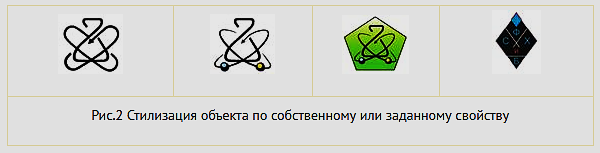 Ф
С Х
И
Б
Рис.2 Стилизация объекта по собственному или заданному свойству